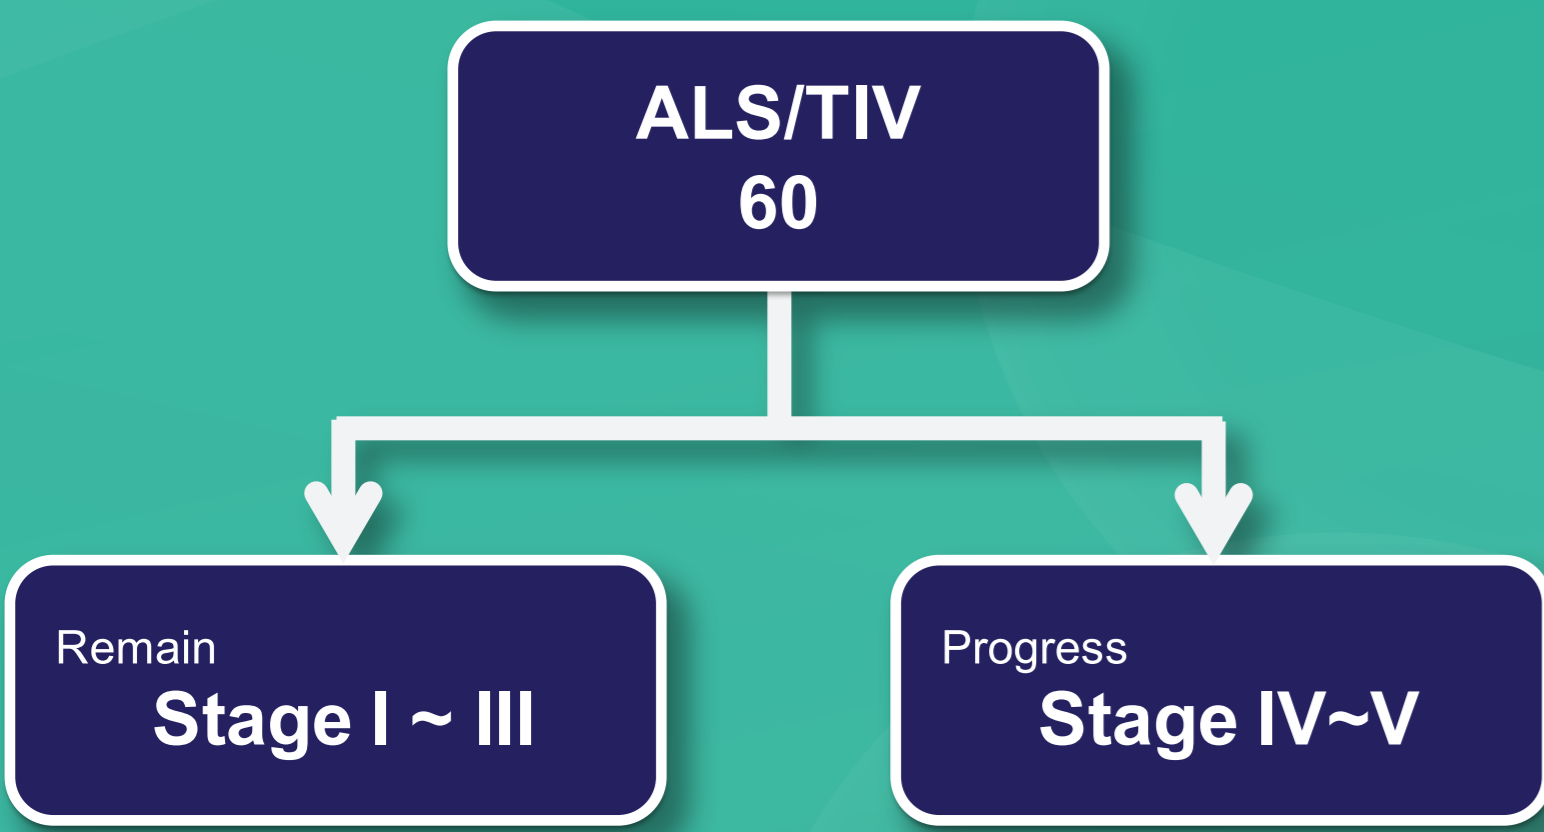 ALS/TIV
60
Remain
Stage I ~ III
Progress
Stage IV~V